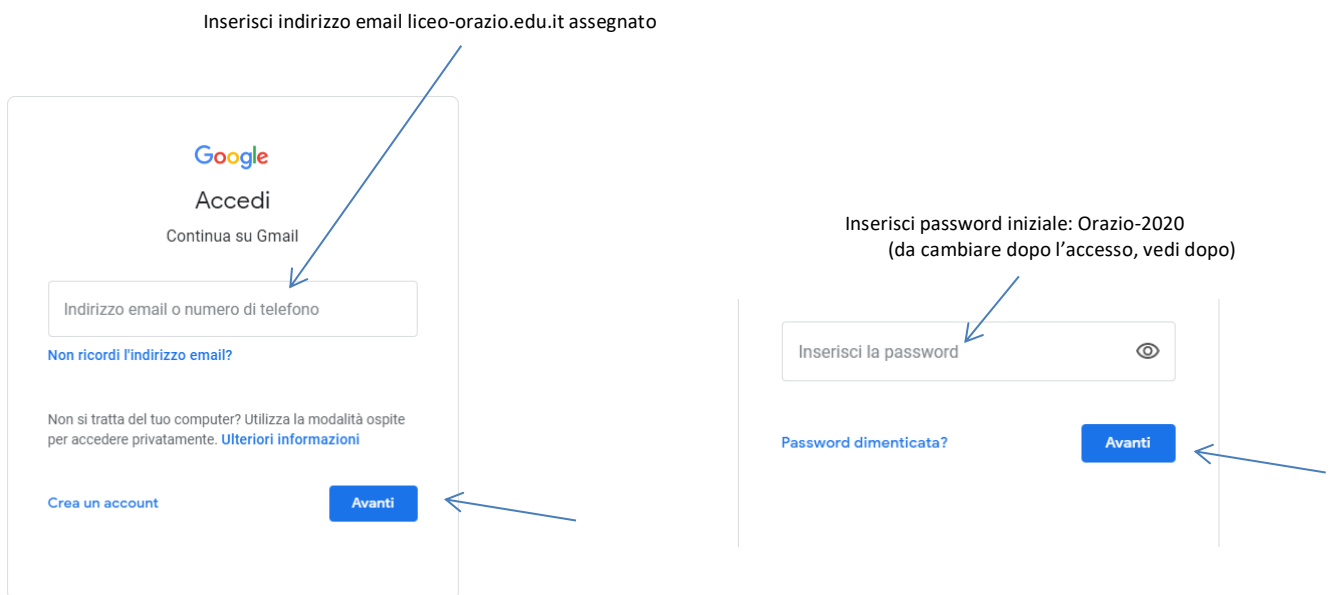 Inserisci indirizzo email liceo-orazio.edu.it assegnato
Google
Accedi
Continua su Gmail
Indirizzo email o numero di telefono
Non ricordi l'indirizzo email?
Non si tratta del tuo computer? Utilizza la modalità ospite
per accedere privatamente. Ulteriori informazioni
Crea un account
Avanti
Inserisci password iniziale: Orazio-2020
(da cambiare dopo l’accesso, vedi dopo)
Inserisci la password
Password dimenticata?
Avanti